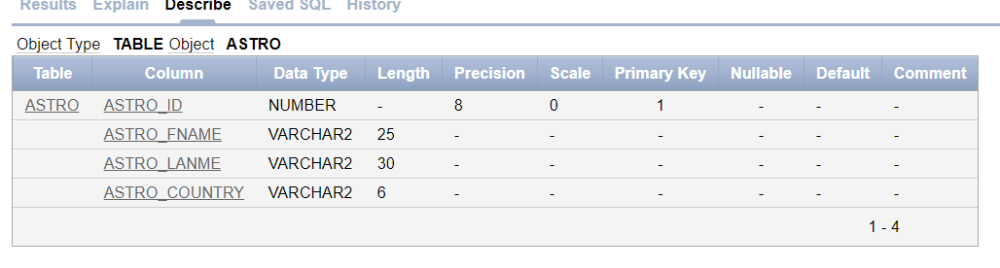 Results Explain Describe Saved SQL History
Object Type TABLE Object ASTRO
Table Column Data Type Length Precision Scale Primary Key Nullable Default Comment
ASTRO ASTRO_ID NUMBER - 8 0 1 - - -
ASTRO_FNAME VARCHAR2 25 - - - - - -
ASTRO_LANME VARCHAR2 30 - - - - - -
ASTRO_COUNTRY VARCHAR2 6 - - - - - -
1 - 4